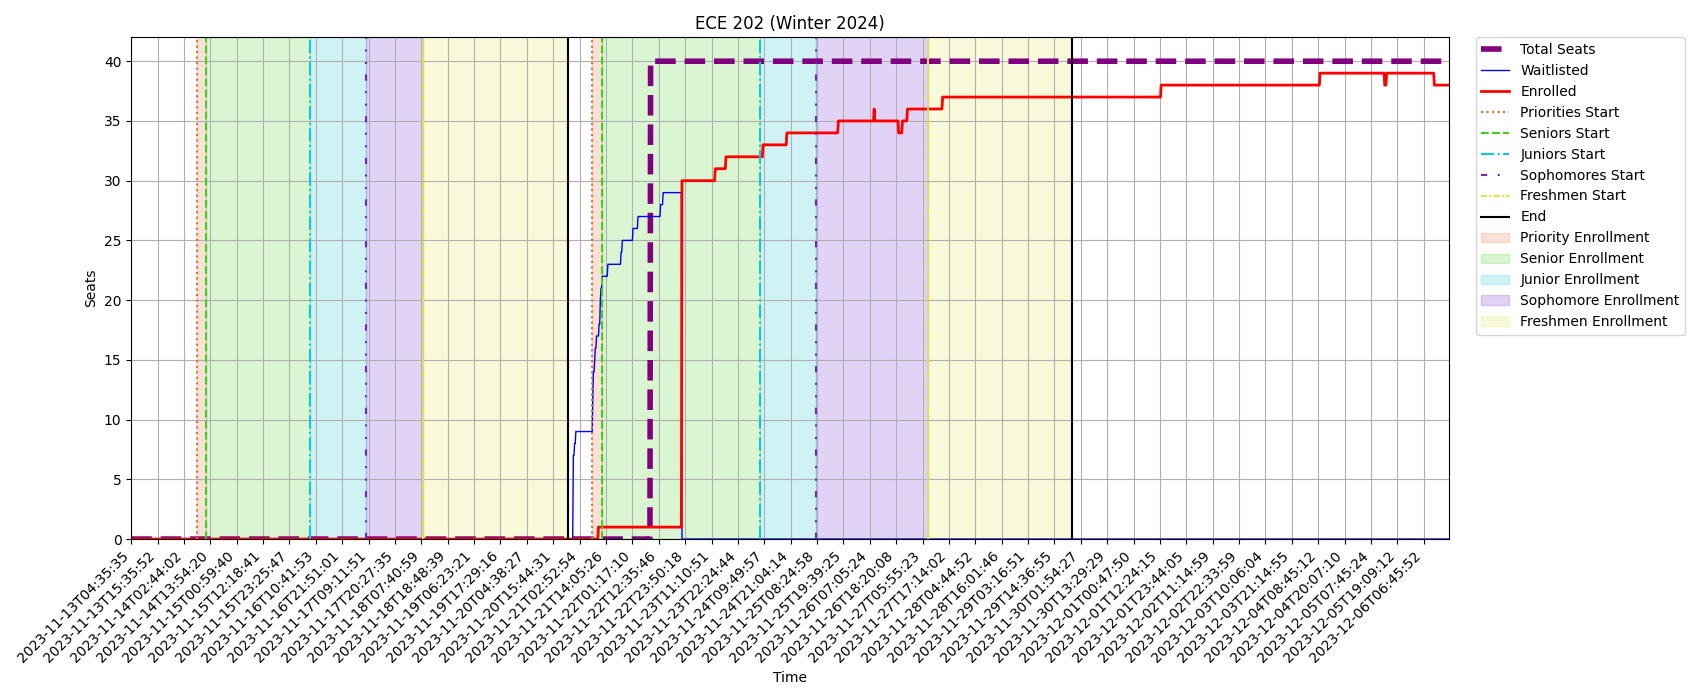 ECE 202 (Winter 2024)
Seats
40
35
30
25
20
15
10
5
0
2023-11-13T04:35:35
2023-11-13T15:35:52
2023-11-14T02:44:02
2023-11-14T13:54:20
2023-11-15T00:59:40
2023-11-15T12:18:41
2023-11-15T23:25:47
2023-11-16T10:41:53
2023-11-16T21:51:01
2023-11-17T09:11:51
2023-11-17T20:27:35
2023-11-18T07:40:59
2023-11-18T18:48:39
2023-11-19T06:23:21
2023-11-19T17:29:16
2023-11-20T04:38:27
2023-11-20T15:44:31
2023-11-21T02:52:54
2023-11-21T14:05:26
2023-11-22T01:17:10
2023-11-22T12:35:46
2023-11-22T23:50:18
2023-11-23T11:10:51
2023-11-23T22:24:44
2023-11-24T09:49:57
2023-11-24T21:04:14
2023-11-25T08:24:58
2023-11-25T19:39:25
2023-11-26T07:05:24
2023-11-26T18:20:08
2023-11-27T05:55:23
2023-11-27T17:14:02
2023-11-28T04:44:52
2023-11-28T16:01:46
2023-11-29T03:16:51
2023-11-29T14:36:55
2023-11-30T01:54:27
2023-11-30T13:29:29
2023-12-01T00:47:50
2023-12-01T12:24:15
2023-12-01T23:44:05
2023-12-02T11:14:59
2023-12-02T22:33:59
2023-12-03T10:06:04
2023-12-03T21:14:55
2023-12-04T08:45:12
2023-12-04T20:07:10
2023-12-05T07:45:24
2023-12-05T19:09:12
2023-12-06T06:45:52
Time
Total Seats
Waitlisted
Enrolled
Priorities Start
Seniors Start
Juniors Start
Sophomores Start
Freshmen Start
End
Priority Enrollment
Senior Enrollment
Junior Enrollment
Sophomore Enrollment
Freshmen Enrollment